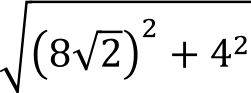 √((8√2)² + 4²)